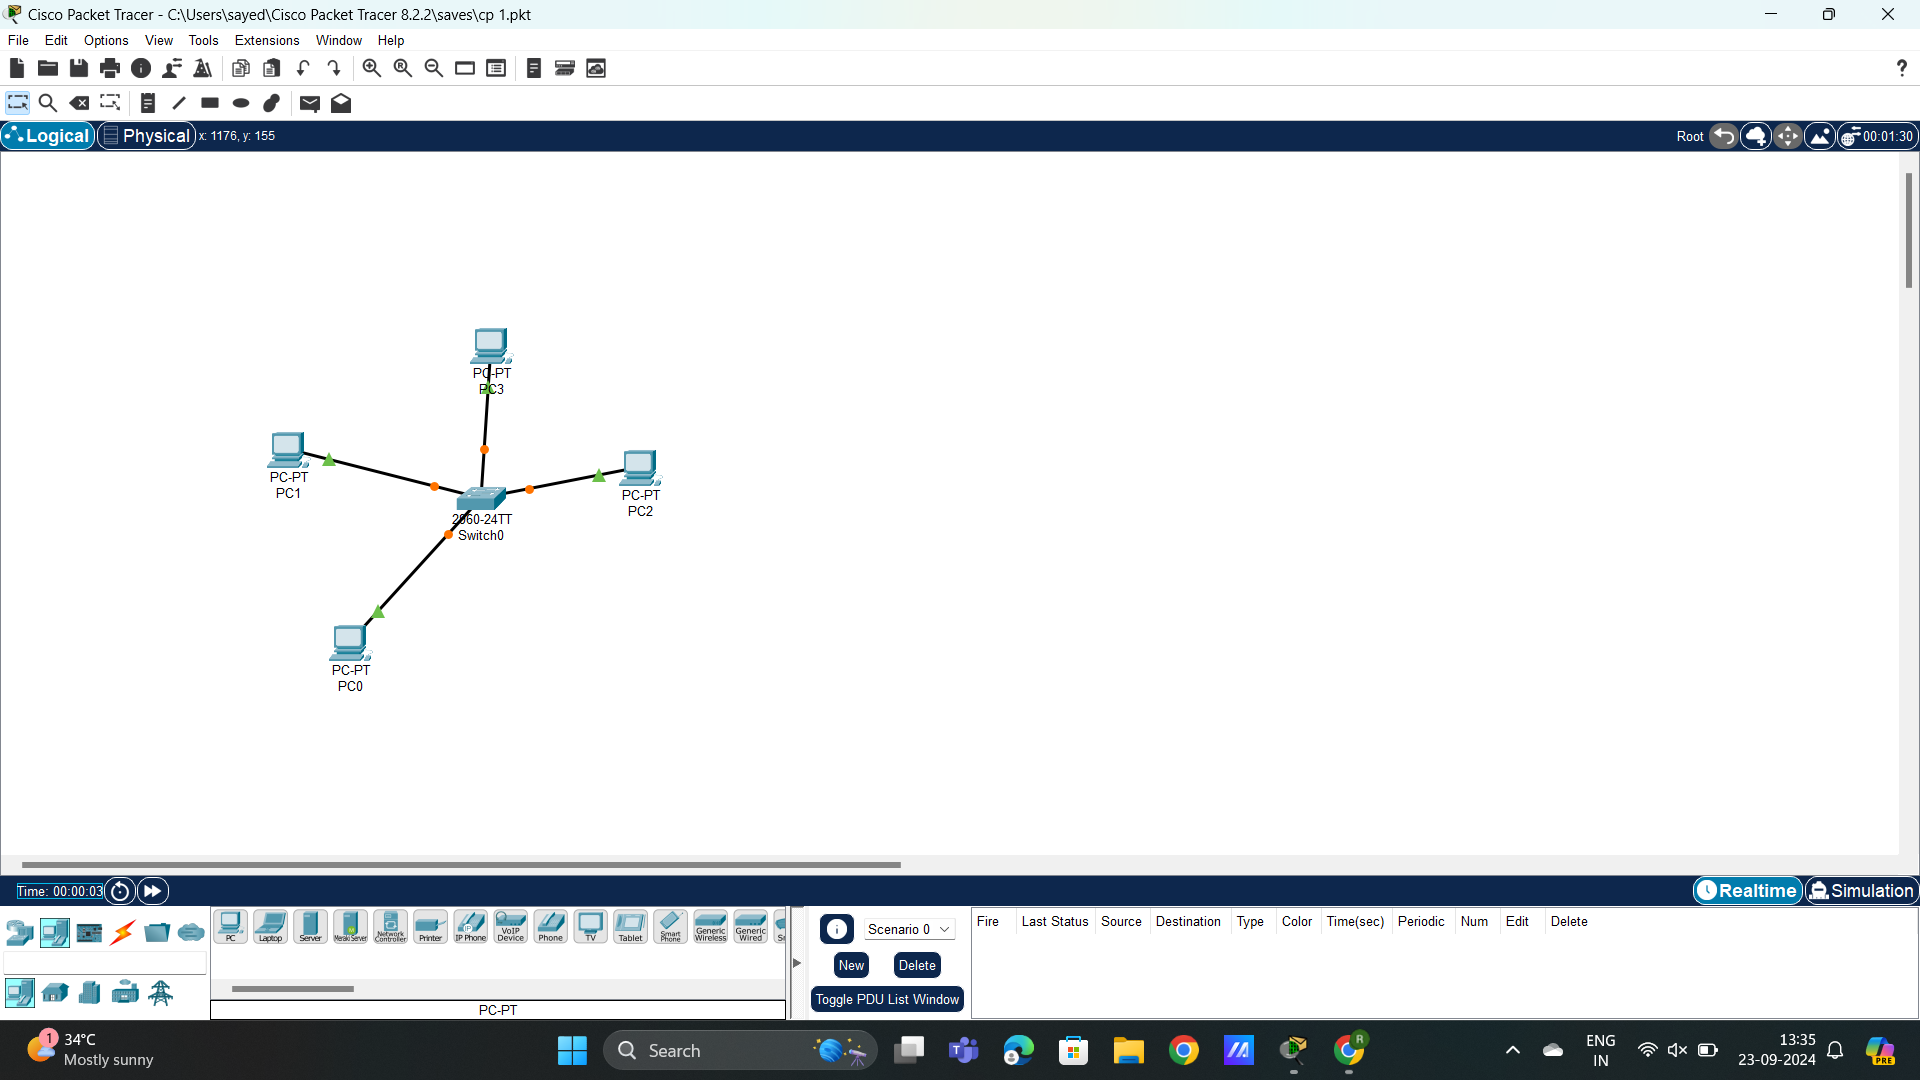 Cisco Packet Tracer - C:\Users\sayed\Cisco Packet Tracer 8.2.2\saves\cp 1.pkt
File Edit Options View Tools Extensions Window Help
?
Logical Physical x: 1176, y: 155 Root 00:01:30
PC-PT
PC3
PC-PT
PC1
PC-PT
PC2
2960-24TT
Switch0
PC-PT
PC0
Time: 00:00:03 Realtime Simulation
PC Laptop Server Meraki Server Network Controller Printer IP Phone VoIP Device Phone TV Tablet Smart Phone Generic Wireless Generic Wired
PC-PT
Scenario 0
New Delete
Toggle PDU List Window
Fire Last Status Source Destination Type Color Time(sec) Periodic Num Edit Delete
1 34°C
Mostly sunny
Search
R
ENG
IN
13:35
23-09-2024
PRE